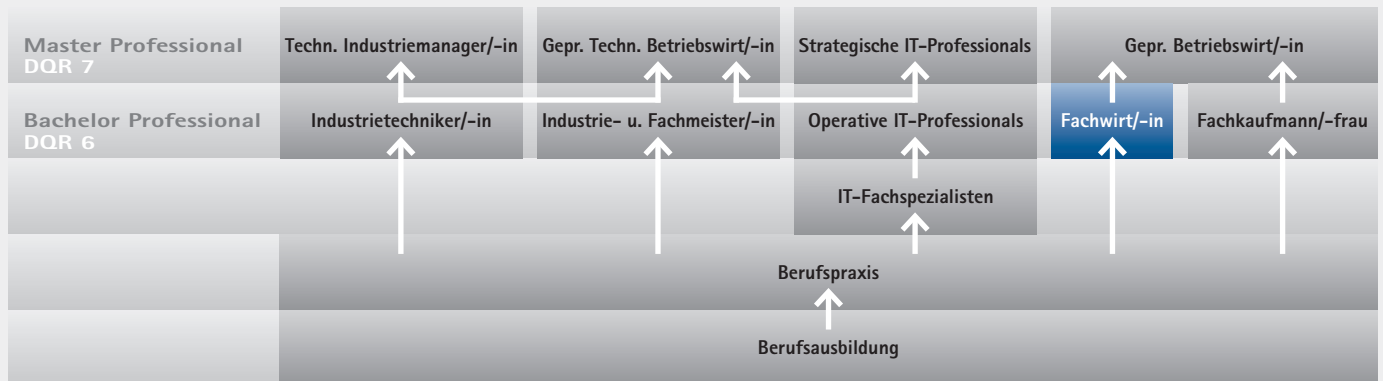 Master Professional
DQR 7
Techn. Industriemanager/-in
Gepr. Techn. Betriebswirt/-in
Strategische IT-Professionals
Gepr. Betriebswirt/-in
Bachelor Professional
DQR 6
Industrietechniker/-in
Industrie- u. Fachmeister/-in
Operative IT-Professionals
Fachwirt/-in
Fachkaufmann/-frau
IT-Fachspezialisten
Berufspraxis
Berufsausbildung